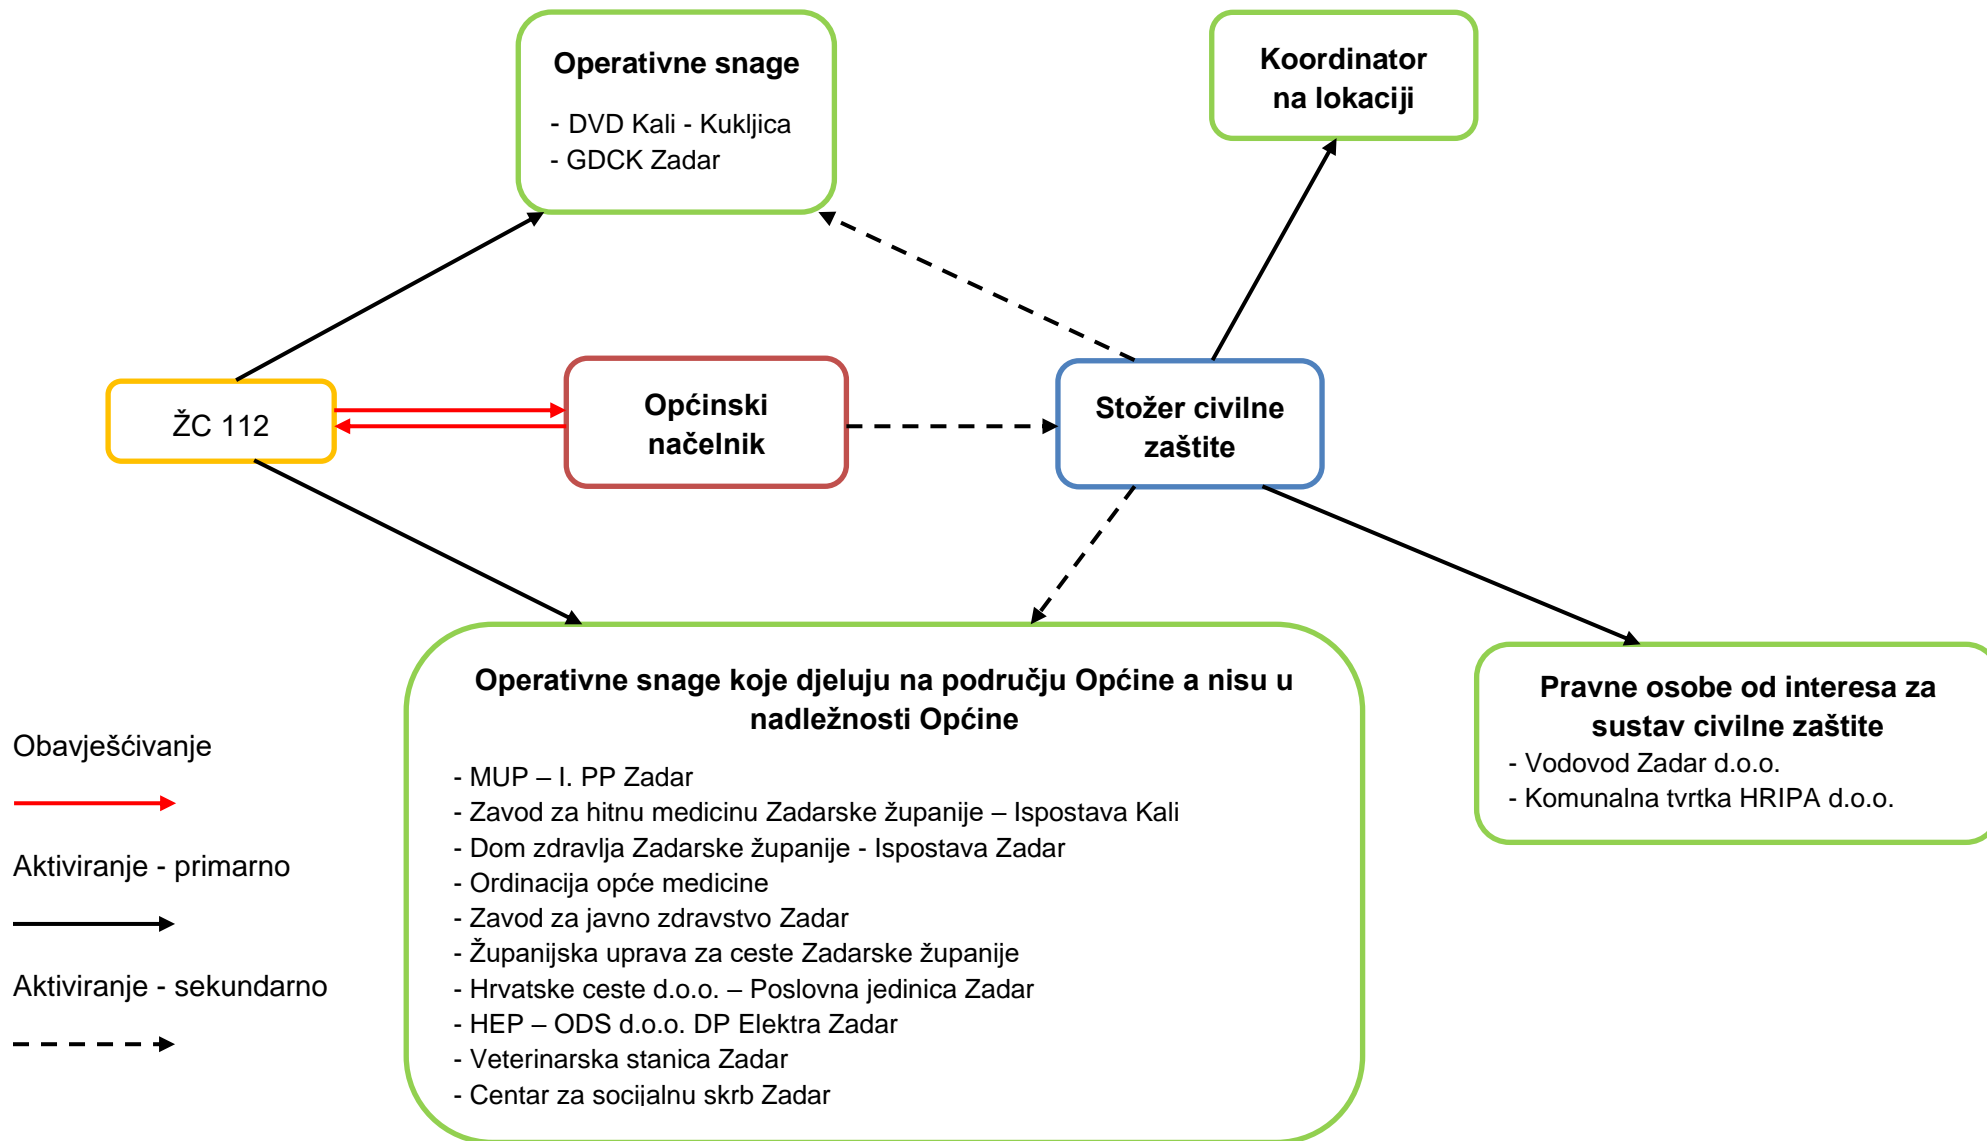 Operativne snage
- DVD Kali - Kukljica
- GDCK Zadar
Koordinator
na lokaciji
ŽC 112
Općinski
načelnik
Stožer civilne
zaštite
Operativne snage koje djeluju na području Općine a nisu u
nadležnosti Općine
- MUP – I. PP Zadar
- Zavod za hitnu medicinu Zadarske županije – Ispostava Kali
- Dom zdravlja Zadarske županije - Ispostava Zadar
- Ordinacija opće medicine
- Zavod za javno zdravstvo Zadar
- Županijska uprava za ceste Zadarske županije
- Hrvatske ceste d.o.o. – Poslovna jedinica Zadar
- HEP – ODS d.o.o. DP Elektra Zadar
- Veterinarska stanica Zadar
- Centar za socijalnu skrb Zadar
Pravne osobe od interesa za
sustav civilne zaštite
- Vodovod Zadar d.o.o.
- Komunalna tvrtka HRIPA d.o.o.
Obavješćivanje
Aktiviranje - primarno
Aktiviranje - sekundarno